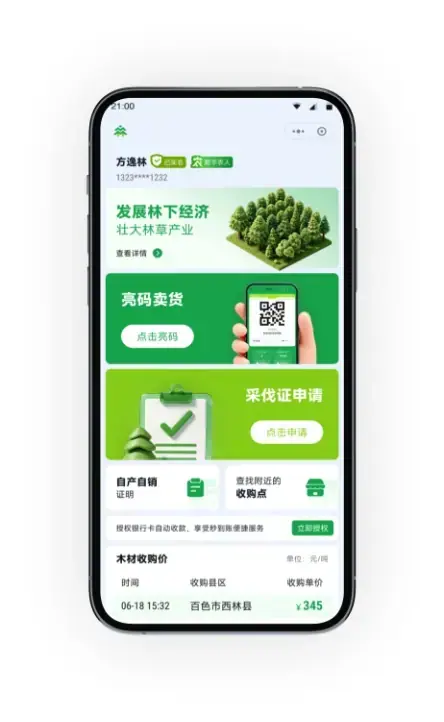 21:00
方逸林 已实名 数字农人
1323****1232
发展林下经济
壮大林草产业
查看详情
亮码卖货
点击亮码
采伐证申请
点击申请
自产自销
证明
查找附近的
收购点
授权银行卡自动收款，享受秒到账便捷服务
立即授权
木材收购价
单位：元/吨
时间 收购县区 收购单价
06-18 15:32 百色市西林县 ¥345